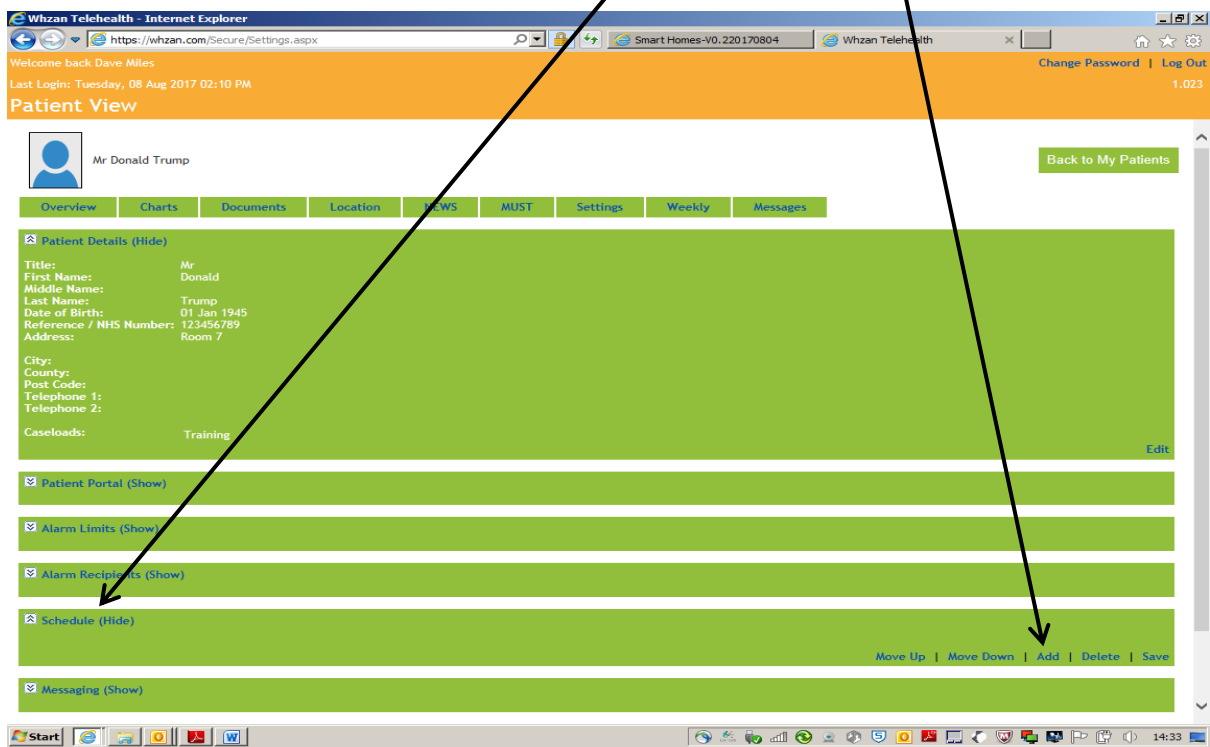 Whzan Telehealth - Internet Explorer
https://whzan.com/Secure/Settings.aspx
Smart Homes-V0.220170804
Whzan Telehealth
Welcome back Dave Miles
Change Password | Log Out
Last Login: Tuesday, 08 Aug 2017 02:10 PM
1.023
Patient View
Mr Donald Trump
Back to My Patients
Overview Charts Documents Location NEWS MUST Settings Weekly Messages
Patient Details (Hide)
Title: Mr
First Name: Donald
Middle Name:
Last Name: Trump
Date of Birth: 01 Jan 1945
Reference / NHS Number: 123456789
Address: Room 7
City:
County:
Post Code:
Telephone 1:
Telephone 2:
Caseloads: Training
Edit
Patient Portal (Show)
Alarm Limits (Show)
Alarm Recipients (Show)
Schedule (Hide)
Move Up | Move Down | Add | Delete | Save
Messaging (Show)
Start
14:33